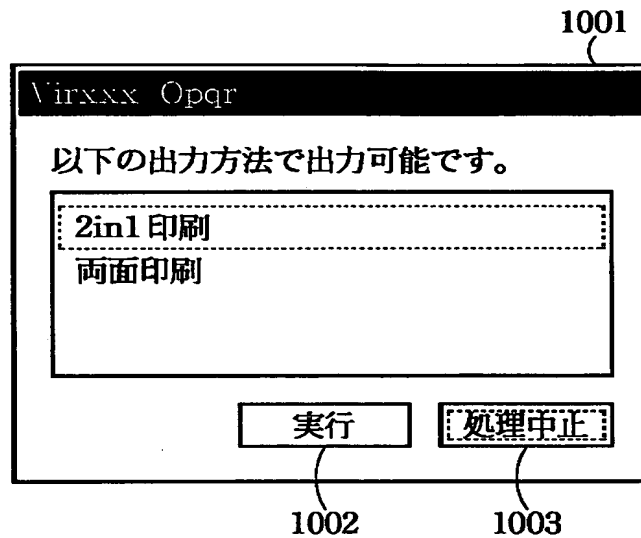 1001
Virxxx Opqr
以下の出力方法で出力可能です。
2in1 印刷
両面印刷
実行 処理中止
1002 1003